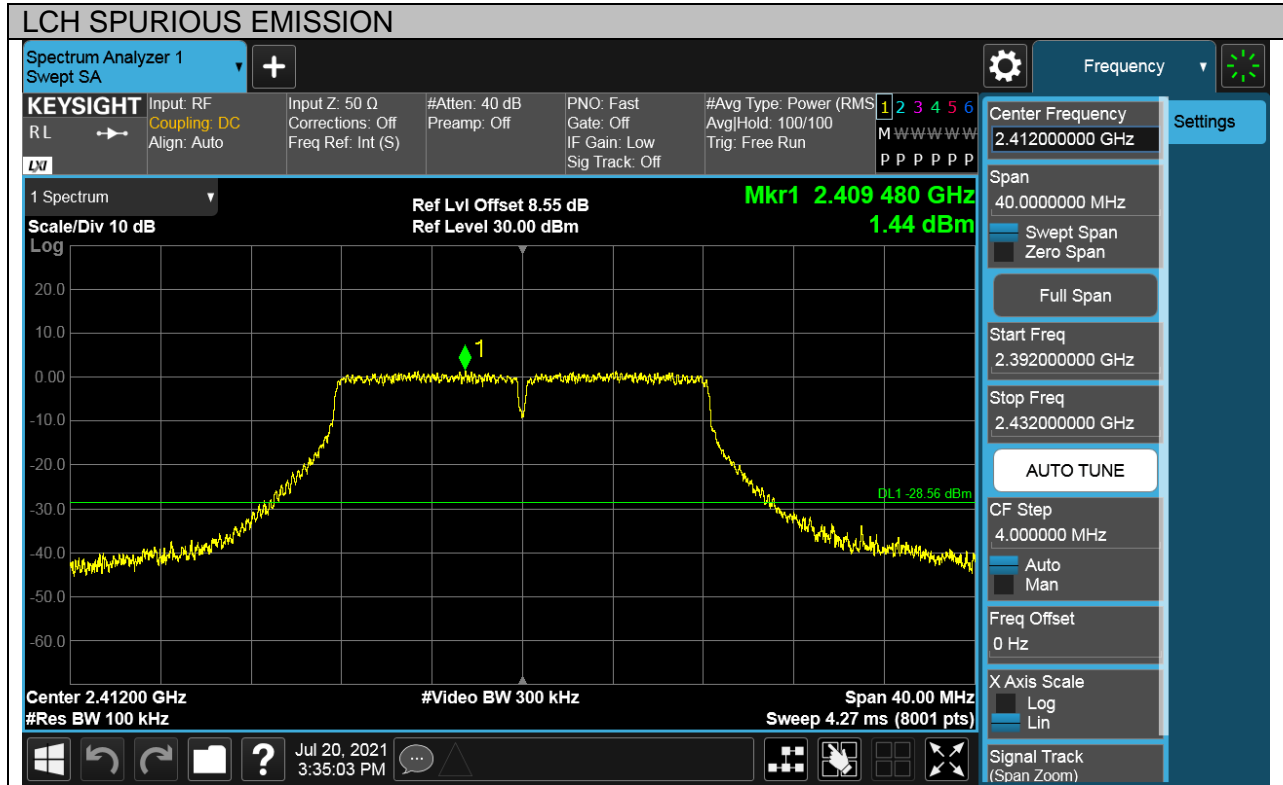 LCH SPURIOUS EMISSION
Spectrum Analyzer 1
Swept SA
+
Frequency
KEYSIGHT
RL
LXI
Input: RF
Coupling: DC
Align: Auto
Input Z: 50 Ω
Corrections: Off
Freq Ref: Int (S)
#Atten: 40 dB
Preamp: Off
PNO: Fast
Gate: Off
IF Gain: Low
Sig Track: Off
#Avg Type: Power (RMS
Avg|Hold: 100/100
Trig: Free Run
1 2 3 4 5 6
M W W W W W
P P P P P P
Center Frequency
2.412000000 GHz
Settings
1 Spectrum
Scale/Div 10 dB
Ref Lvl Offset 8.55 dB
Ref Level 30.00 dBm
Mkr1 2.409 480 GHz
1.44 dBm
Span
40.0000000 MHz
Swept Span
Zero Span
Full Span
Start Freq
2.392000000 GHz
Stop Freq
2.432000000 GHz
AUTO TUNE
CF Step
4.000000 MHz
Auto
Man
Freq Offset
0 Hz
X Axis Scale
Log
Lin
Signal Track
(Span Zoom)
Log
20.0
10.0
0.00
-10.0
-20.0
-30.0
-40.0
-50.0
-60.0
1
DL1 -28.56 dBm
Center 2.41200 GHz
#Res BW 100 kHz
#Video BW 300 kHz
Span 40.00 MHz
Sweep 4.27 ms (8001 pts)
?
Jul 20, 2021
3:35:03 PM